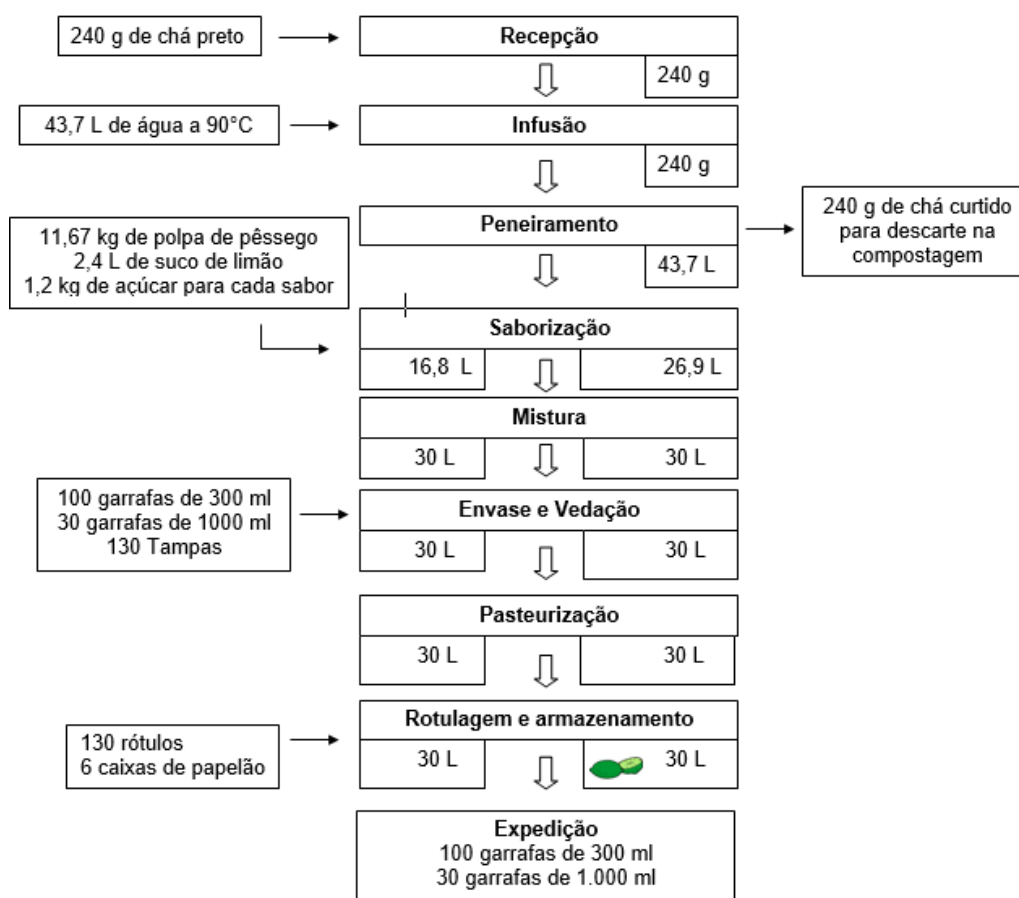 240 g de chá preto
Recepção
240 g
43,7 L de água a 90°C
Infusão
240 g
Peneiramento
43,7 L
240 g de chá curtido
para descarte na
compostagem
11,67 kg de polpa de pêssego
2,4 L de suco de limão
1,2 kg de açúcar para cada sabor
Saborização
16,8 L
26,9 L
Mistura
30 L
30 L
100 garrafas de 300 ml
30 garrafas de 1000 ml
130 Tampas
Envase e Vedação
30 L
30 L
Pasteurização
30 L
30 L
130 rótulos
6 caixas de papelão
Rotulagem e armazenamento
30 L
30 L
Expedição
100 garrafas de 300 ml
30 garrafas de 1.000 ml